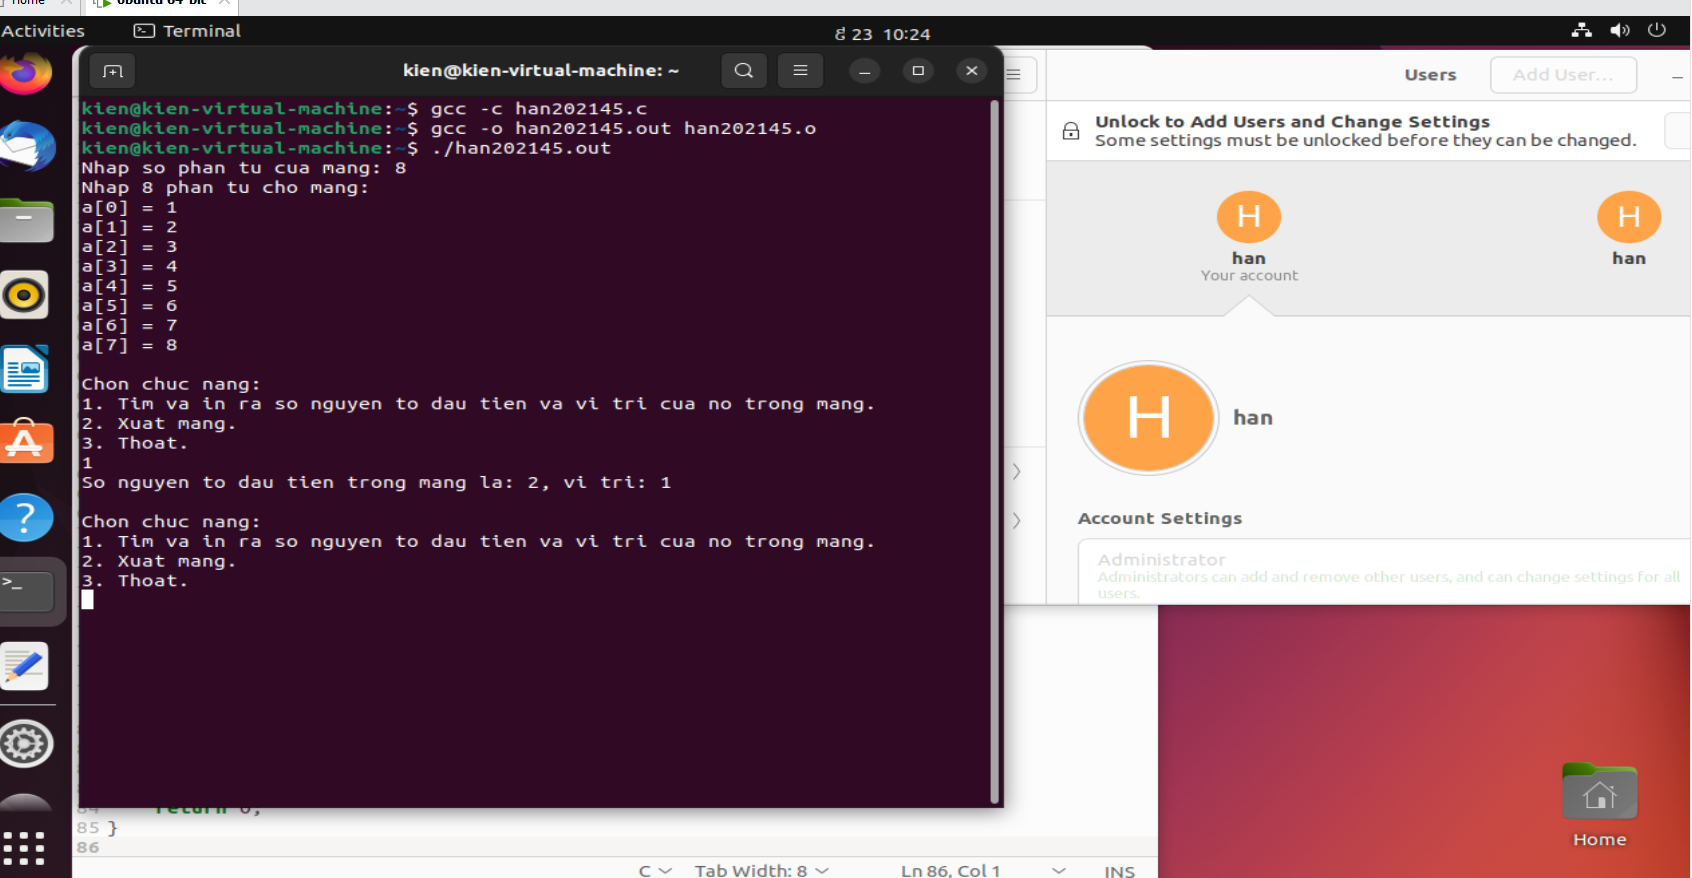 Home
Ubuntu 64-bit
Activities
Terminal
23 10:24
kien@kien-virtual-machine: ~
kien@kien-virtual-machine:~$ gcc -c han202145.c
kien@kien-virtual-machine:~$ gcc -o han202145.out han202145.o
kien@kien-virtual-machine:~$ ./han202145.out
Nhap so phan tu cua mang: 8
Nhap 8 phan tu cho mang:
a[0] = 1
a[1] = 2
a[2] = 3
a[3] = 4
a[4] = 5
a[5] = 6
a[6] = 7
a[7] = 8
Chon chuc nang:
1. Tim va in ra so nguyen to dau tien va vi tri cua no trong mang.
2. Xuat mang.
3. Thoat.
1
So nguyen to dau tien trong mang la: 2, vi tri: 1
Chon chuc nang:
1. Tim va in ra so nguyen to dau tien va vi tri cua no trong mang.
2. Xuat mang.
3. Thoat.
Users
Add User...
Unlock to Add Users and Change Settings
Some settings must be unlocked before they can be changed.
H
han
Your account
H
han
H
han
Account Settings
Administrator
Administrators can add and remove other users, and can change settings for all
users.
84 return 0;
85 }
86
C
Tab Width: 8
Ln 86, Col 1
INS
Home